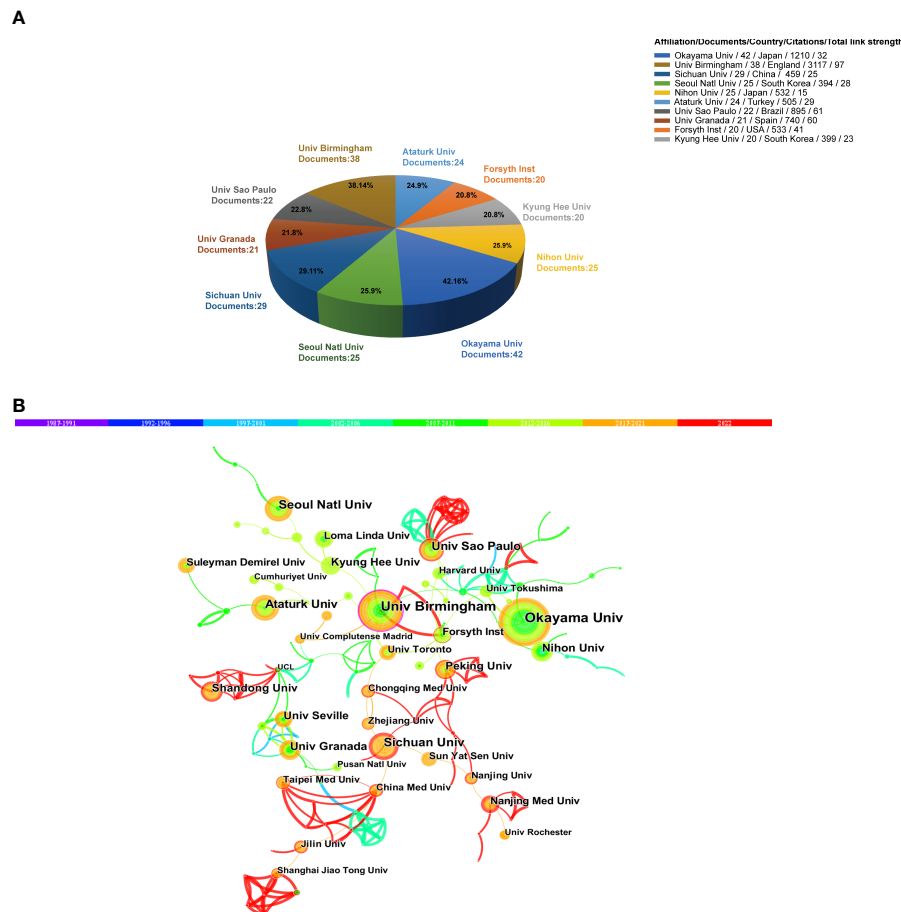 A
Affiliation/Documents/Country/Citations/Total link strength
Okayama Univ / 42 / Japan / 1210 / 32
Univ Birmingham / 38 / England / 3117 / 97
Sichuan Univ / 29 / China / 459 / 25
Seoul Natl Univ / 25 / South Korea / 394 / 28
Nihon Univ / 25 / Japan / 532 / 15
Ataturk Univ / 24 / Turkey / 505 / 29
Univ Sao Paulo / 22 / Brazil / 895 / 61
Univ Granada / 21 / Spain / 740 / 60
Forsyth Inst / 20 / USA / 533 / 41
Kyung Hee Univ / 20 / South Korea / 399 / 23
Univ Birmingham
Documents:38
Ataturk Univ
Documents:24
Forsyth Inst
Documents:20
Univ Sao Paulo
Documents:22
Kyung Hee Univ
Documents:20
Univ Granada
Documents:21
Nihon Univ
Documents:25
Sichuan Univ
Documents:29
Seoul Natl Univ
Documents:25
Okayama Univ
Documents:42
38.14%
24.9%
20.8%
22.8%
20.8%
21.8%
25.9%
29.11%
25.9%
42.16%
B
1987-1991
1992-1996
1997-2001
2002-2006
2022
Seoul Natl Univ
Loma Linda Univ
Univ Sao Paulo
Suleyman Demirel Univ
Kyung Hee Univ
Harvard Univ
Cumhuriyet Univ
Univ Tokushima
Ataturk Univ
Univ Birmingham
Okayama Univ
Univ Complutense Madrid
Forsyth Inst
Univ Toronto
Nihon Univ
UCL
Peking Univ
Shandong Univ
Chongqing Med Univ
Univ Seville
Zhejiang Univ
Univ Granada
Sichuan Univ
Pusan Natl Univ
Sun Yat Sen Univ
Taipei Med Univ
China Med Univ
Nanjing Univ
Nanjing Med Univ
Univ Rochester
Jilin Univ
Shanghai Jiao Tong Univ